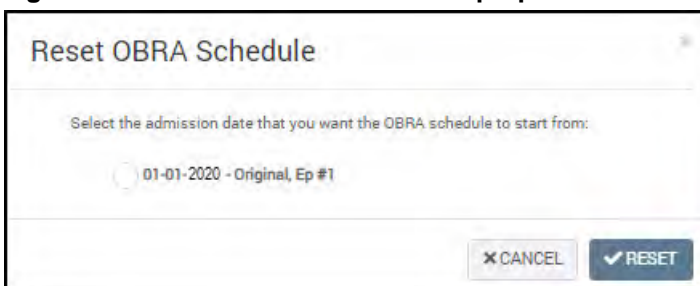 Reset OBRA Schedule
Select the admission date that you want the OBRA schedule to start from:
01-01-2020 - Original, Ep #1
CANCEL RESET